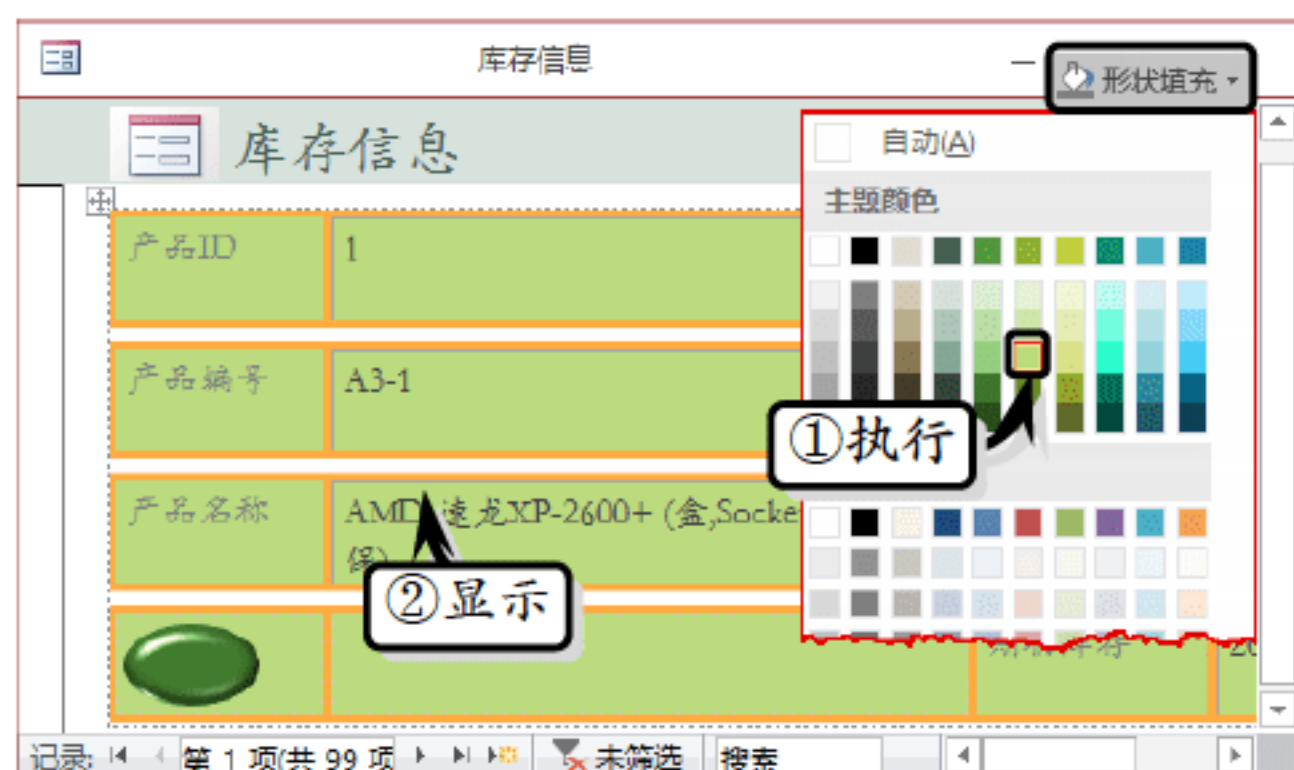 库存信息
形状填充
库存信息
自动(A)
主题颜色
产品ID
1
产品编号
A3-1
①执行
产品名称
AMD 速龙XP-2600+ (盒,Socke
保)
②显示
记录:
第 1 项(共 99 项
未筛选
搜索